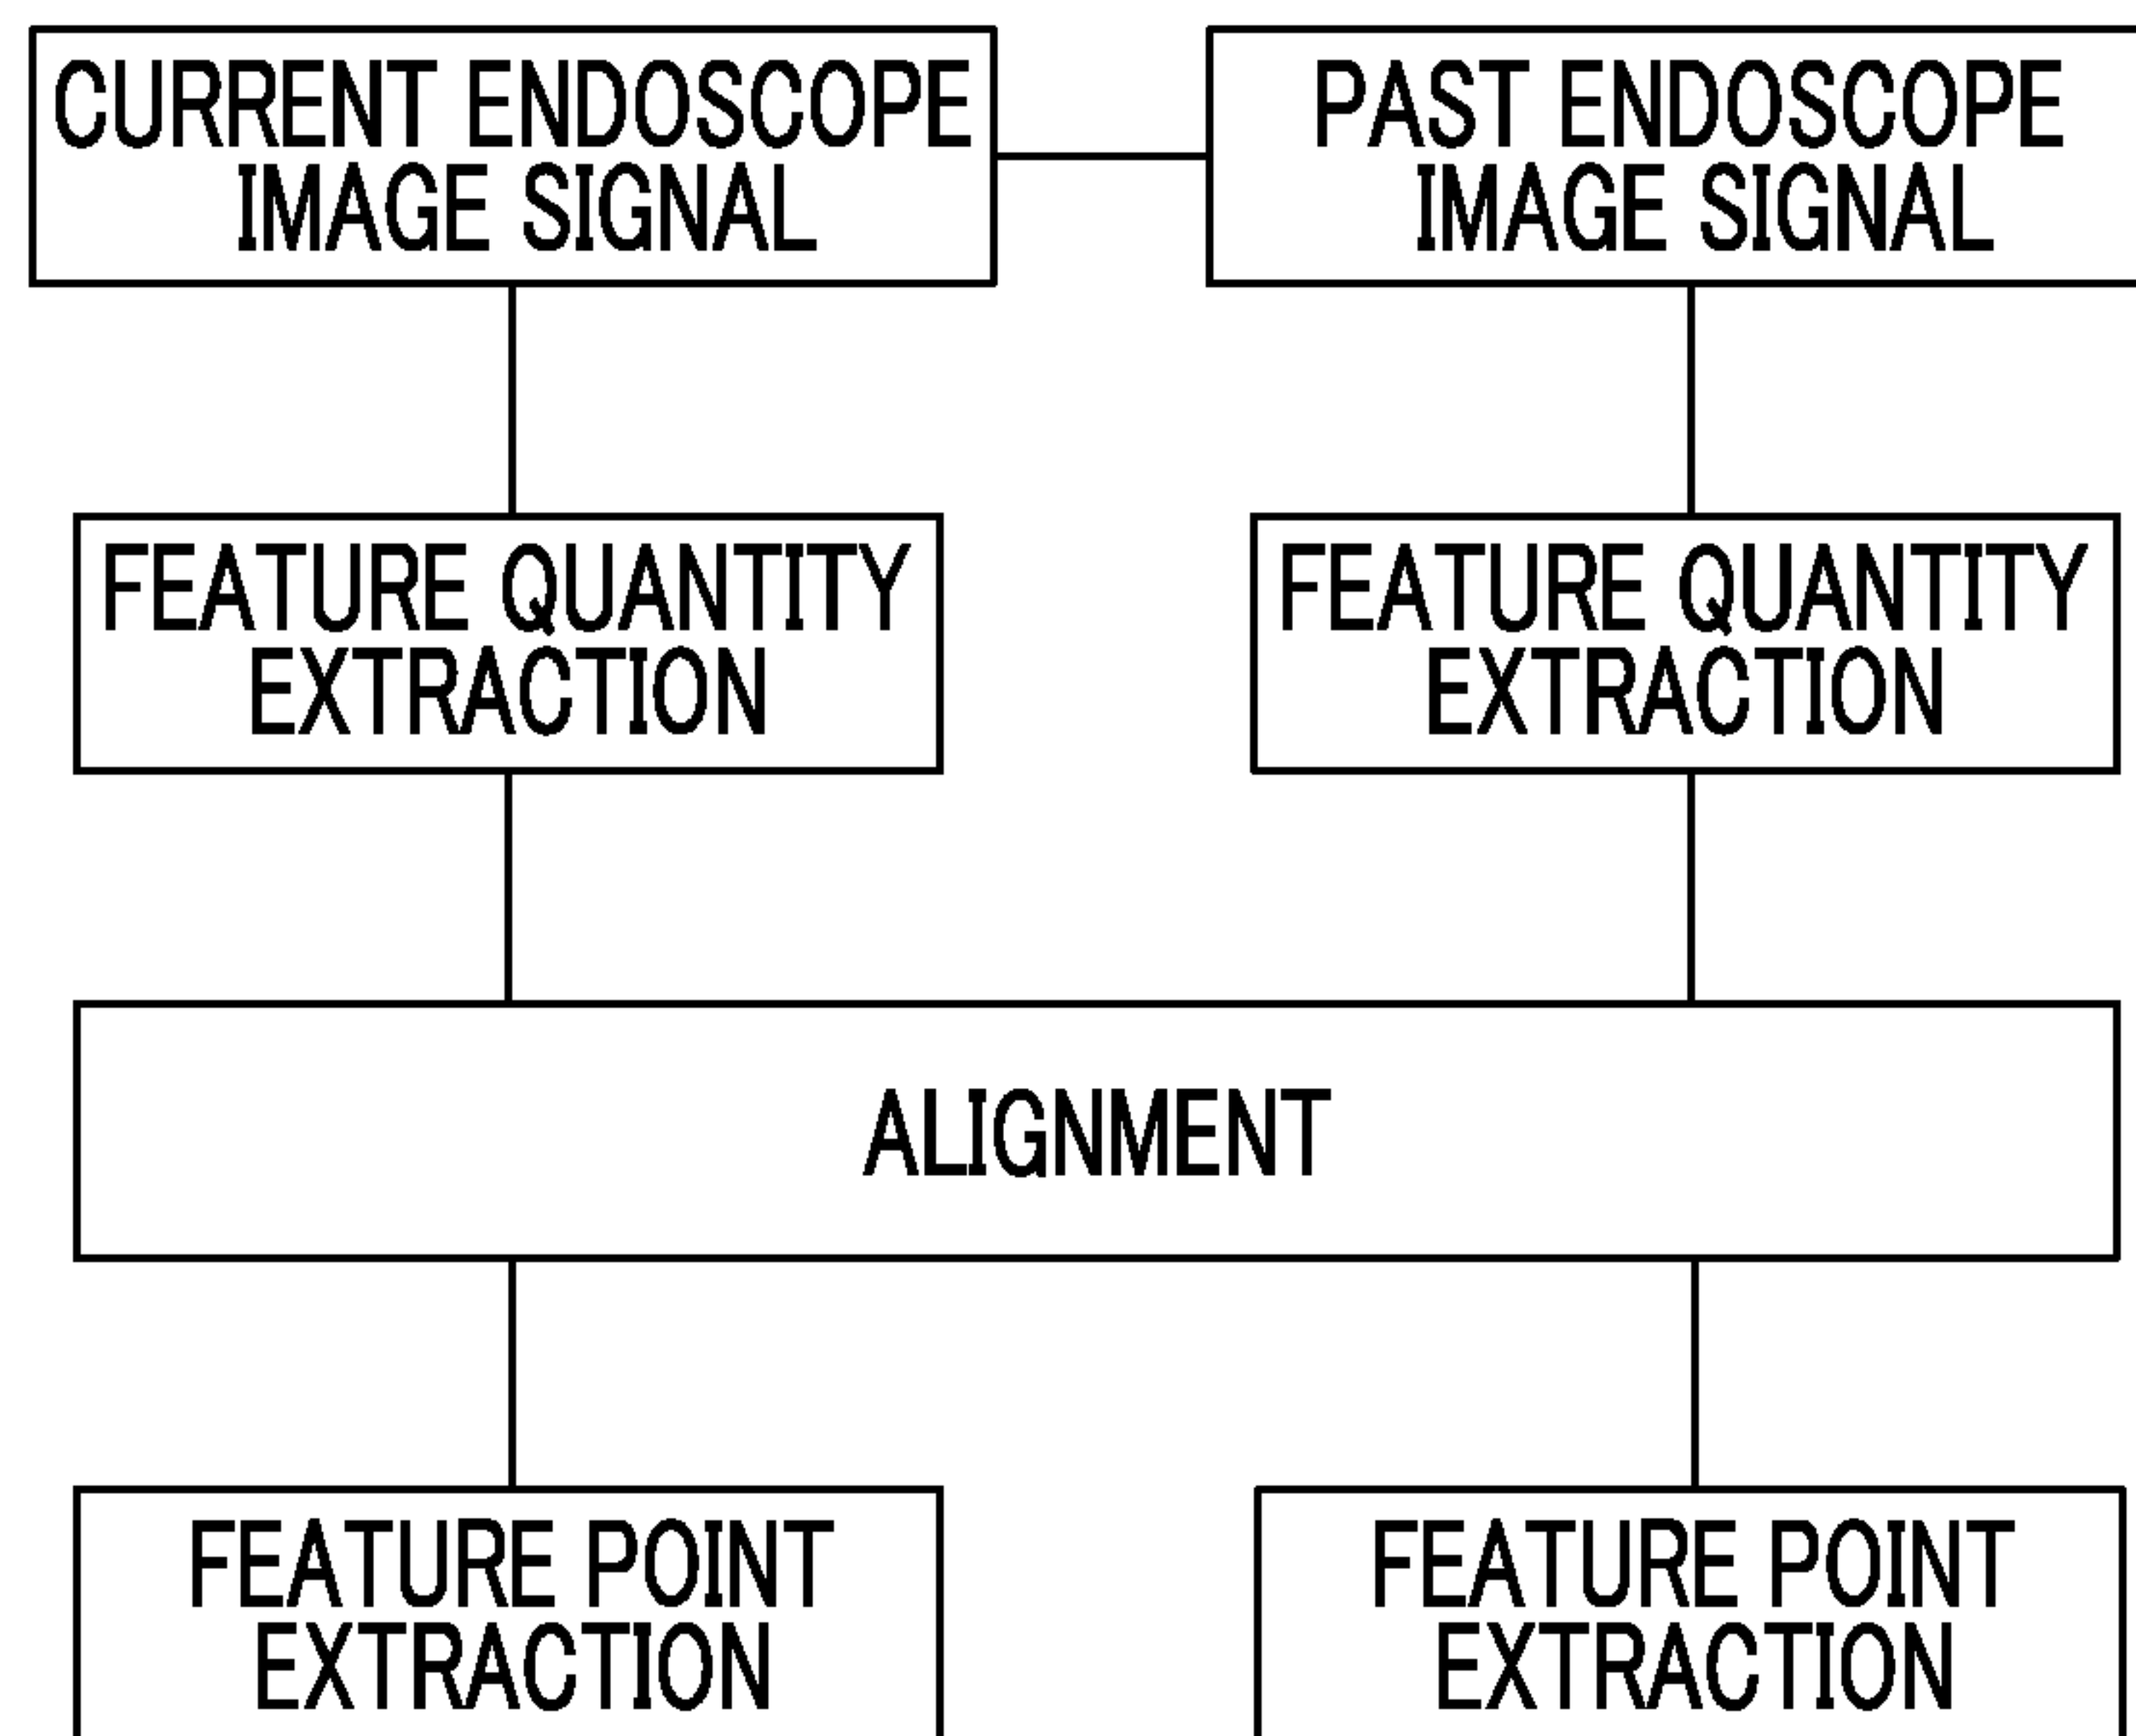 CURRENT ENDOSCOPE
IMAGE SIGNAL
PAST ENDOSCOPE
IMAGE SIGNAL
FEATURE QUANTITY
EXTRACTION
FEATURE QUANTITY
EXTRACTION
ALIGNMENT
FEATURE POINT
EXTRACTION
FEATURE POINT
EXTRACTION